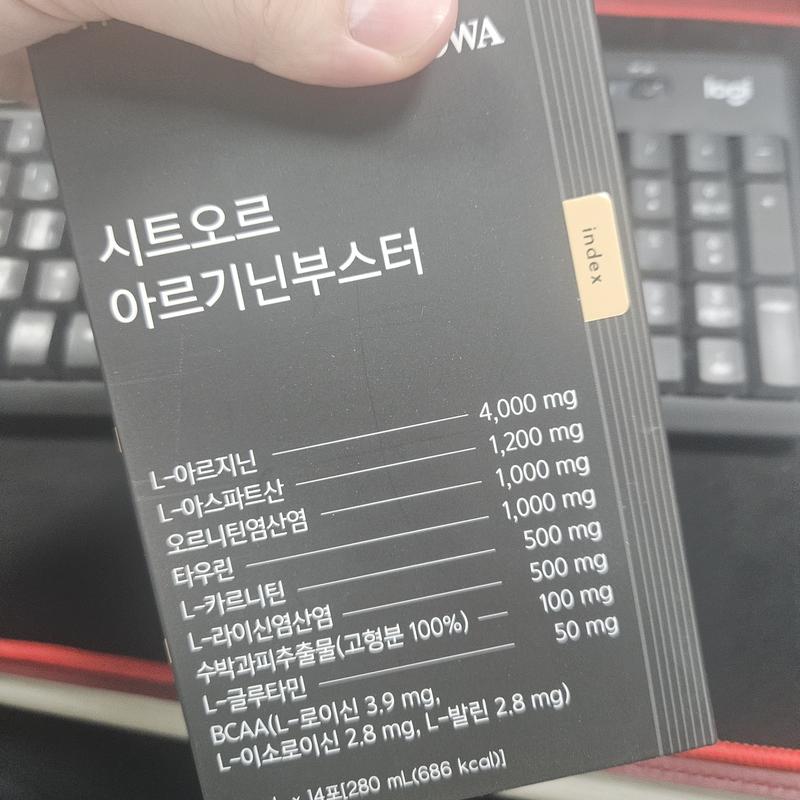 시트오르
아르기닌부스터
index
logi
L-아르지닌 4,000 mg
L-아스파트산 1,200 mg
오르니틴염산염 1,000 mg
타우린 1,000 mg
L-카르니틴 500 mg
L-라이신염산염 500 mg
수박과피추출물(고형분 100%) 100 mg
L-글루타민 50 mg
BCAA(L-로이신 3.9 mg,
L-이소로이신 2.8 mg, L-발린 2.8 mg)
14포[280 mL(686 kcal)]